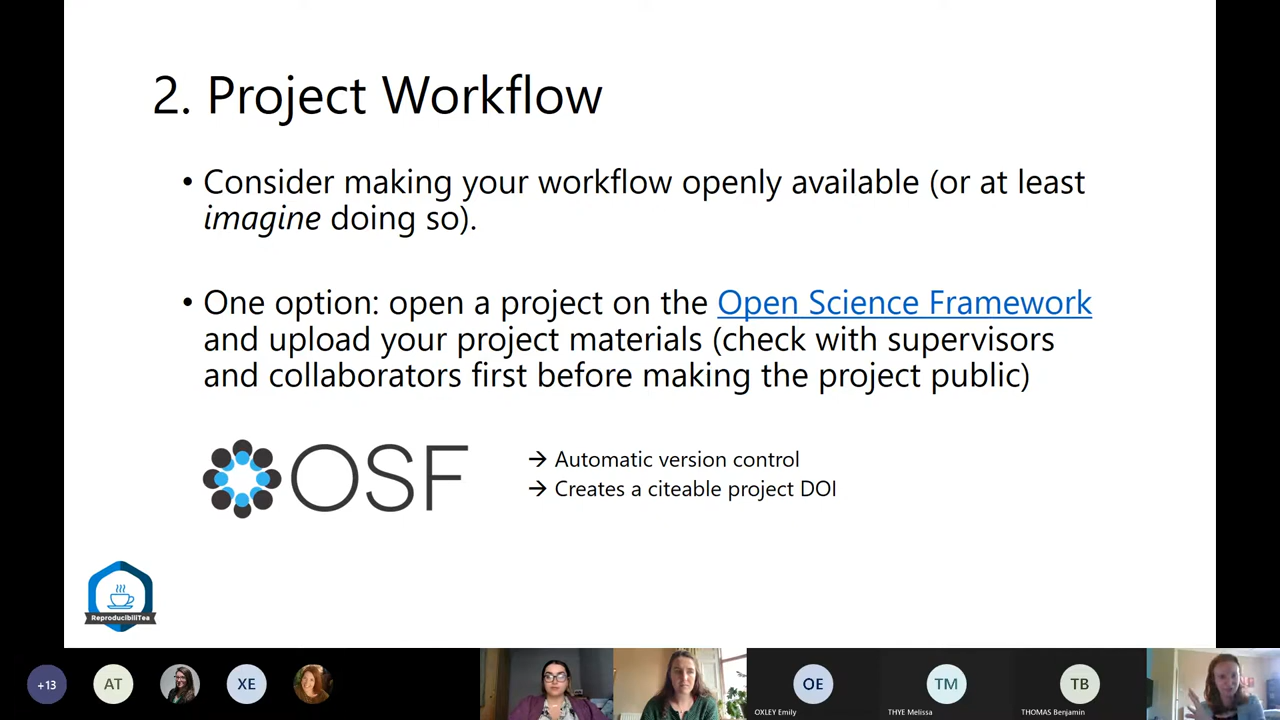 2. Project Workflow
• Consider making your workflow openly available (or at least
imagine doing so).
• One option: open a project on the Open Science Framework
and upload your project materials (check with supervisors
and collaborators first before making the project public)
OSF
→ Automatic version control
→ Creates a citeable project DOI
ReproducibiliTea
+13
AT
XE
OE
OXLEY Emily
TM
THYE Melissa
TB
THOMAS Benjamin